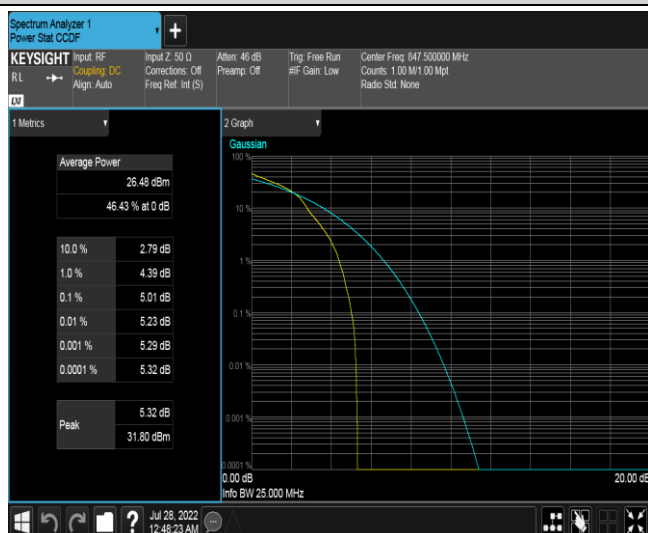 Spectrum Analyzer 1
Power Stat CCDF
+
KEYSIGHT
RL
LXI
Input: RF
Coupling: DC
Align: Auto
Input Z: 50 Ω
Corrections: Off
Freq Ref: Int (S)
Atten: 46 dB
Preamp: Off
Trig: Free Run
#IF Gain: Low
Center Freq: 847.500000 MHz
Counts: 1.00 M/1.00 Mpt
Radio Std: None
1 Metrics
Average Power
26.48 dBm
46.43 % at 0 dB
10.0 % 2.79 dB
1.0 % 4.39 dB
0.1 % 5.01 dB
0.01 % 5.23 dB
0.001 % 5.29 dB
0.0001 % 5.32 dB
Peak
5.32 dB
31.80 dBm
2 Graph
Gaussian
100 %
10 %
1 %
0.1 %
0.01 %
0.001 %
0.0001 %
0.00 dB
20.00 dB
Info BW 25.000 MHz
?
Jul 28, 2022
12:48:23 AM